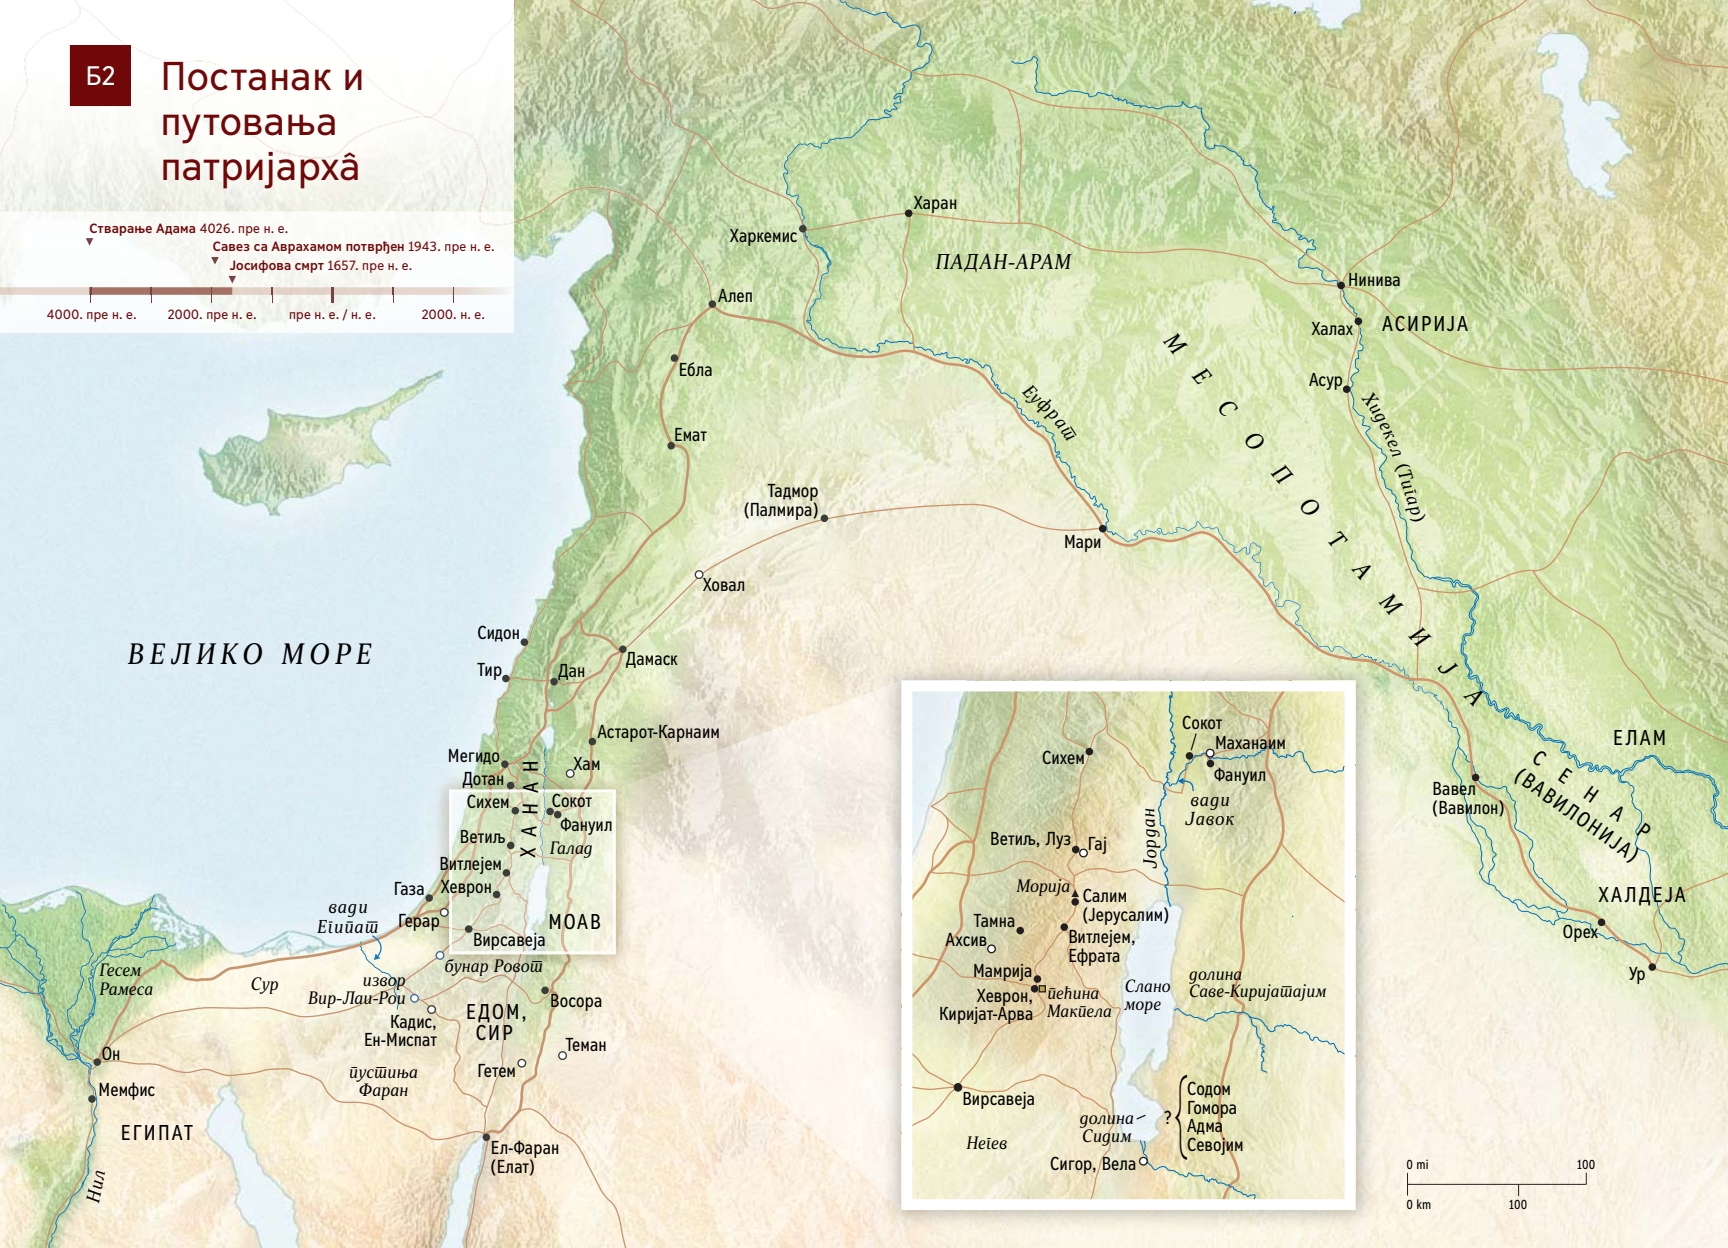 Б2
Постанак и
путовања
патријарха̂
Стварање Адама 4026. пре н. е.
Савез са Аврахамом потврђен 1943. пре н. е.
Јосифова смрт 1657. пре н. е.
4000. пре н. е.
2000. пре н. е.
пре н. е. / н. е.
2000. н. е.
Харан
Харкемис
ПАДАН-АРАМ
Нинива
Алеп
Халах
АСИРИЈА
МЕСОПОТАМИЈА
Ебла
Асур
Еуфрат
Хидекел (Тигар)
Емат
Тадмор
(Палмира)
Мари
Ховал
ВЕЛИКО МОРЕ
Сидон
Тир
Дан
Дамаск
Астарот-Карнаим
Мегидо
Хам
Дотан
ХАНАН
Сихем
Сокот
Фануил
Ветиљ
Галад
Витлејем
Газа
Хеврон
вади
Египат
Герар
МОАВ
Вирсавеја
бунар Ровот
Гесем
Рамеса
Сур
извор
Вир-Лаи-Рои
Восора
ЕДОМ,
СИР
Кадис,
Ен-Миспат
Теман
Он
Гетем
пустиња
Фаран
Мемфис
ЕГИПАТ
Ел-Фаран
(Елат)
Нил
ЕЛАМ
СЕНАР
(ВАВИЛОНИЈА)
Вавел
(Вавилон)
ХАЛДЕЈА
Орех
Ур
Сокот
Маханаим
Сихем
Фануил
вади
Јавок
Јордан
Ветиљ, Луз
Гај
Морија
Салим
(Јерусалим)
Тамна
Ахсив
Витлејем,
Ефрата
Мамрија
Хеврон,
Киријат-Арва
пећина
Макпела
Слано
море
долина
Саве-Киријатајим
Вирсавеја
Негев
долина
Сидим
?
Содом
Гомора
Адма
Севојим
Сигор, Вела
0 mi
100
0 km
100